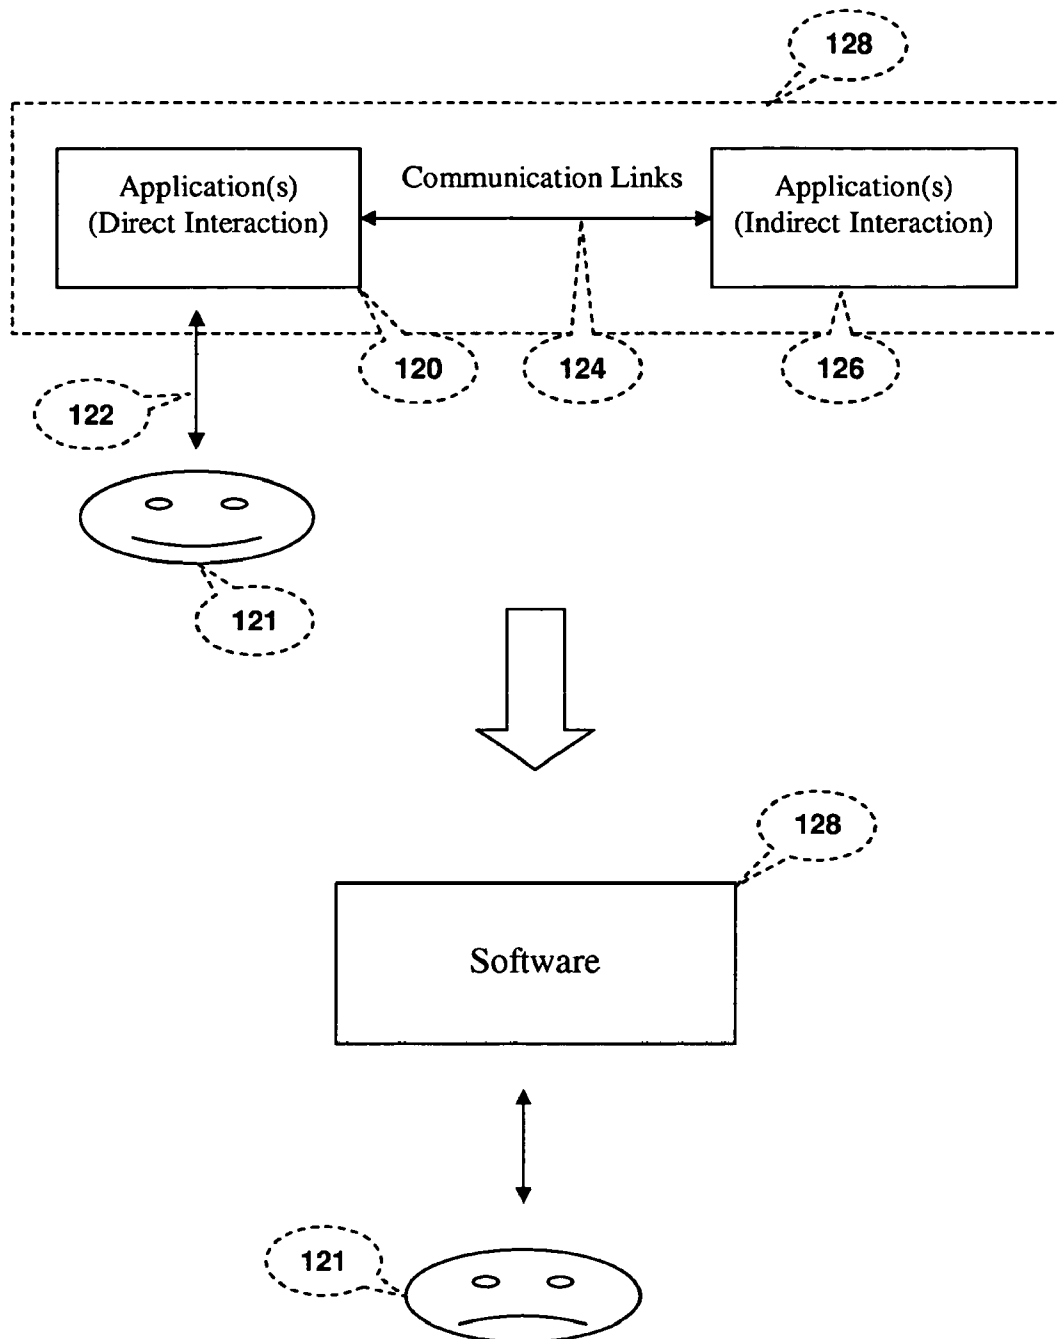 128
Application(s)
(Direct Interaction)
Communication Links
Application(s)
(Indirect Interaction)
120
124
126
122
121
128
Software
121